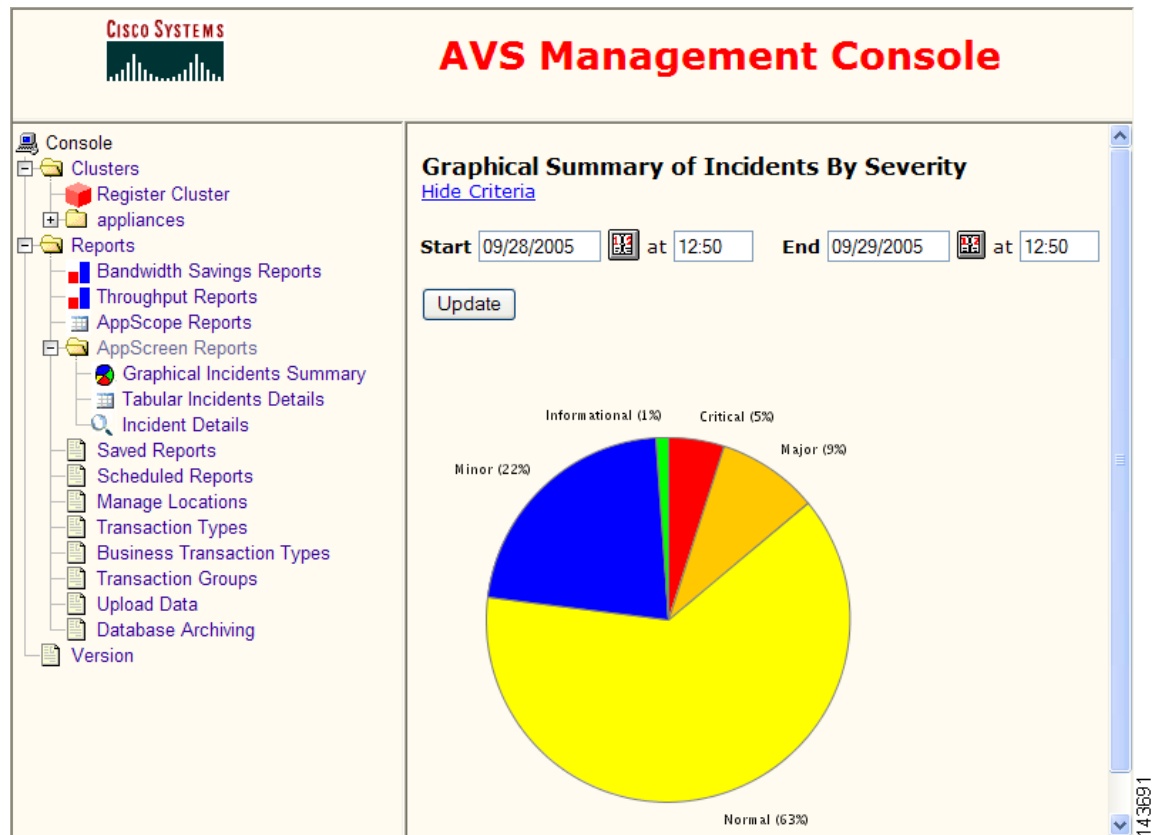 CISCO SYSTEMS
AVS Management Console
Console
Clusters
Register Cluster
appliances
Reports
Bandwidth Savings Reports
Throughput Reports
AppScope Reports
AppScreen Reports
Graphical Incidents Summary
Tabular Incidents Details
Incident Details
Saved Reports
Scheduled Reports
Manage Locations
Transaction Types
Business Transaction Types
Transaction Groups
Upload Data
Database Archiving
Version
Graphical Summary of Incidents By Severity
Hide Criteria
Start 09/28/2005 at 12:50 End 09/29/2005 at 12:50
Update
Informational (1%)
Critical (5%)
Major (9%)
Minor (22%)
Normal (63%)
143691